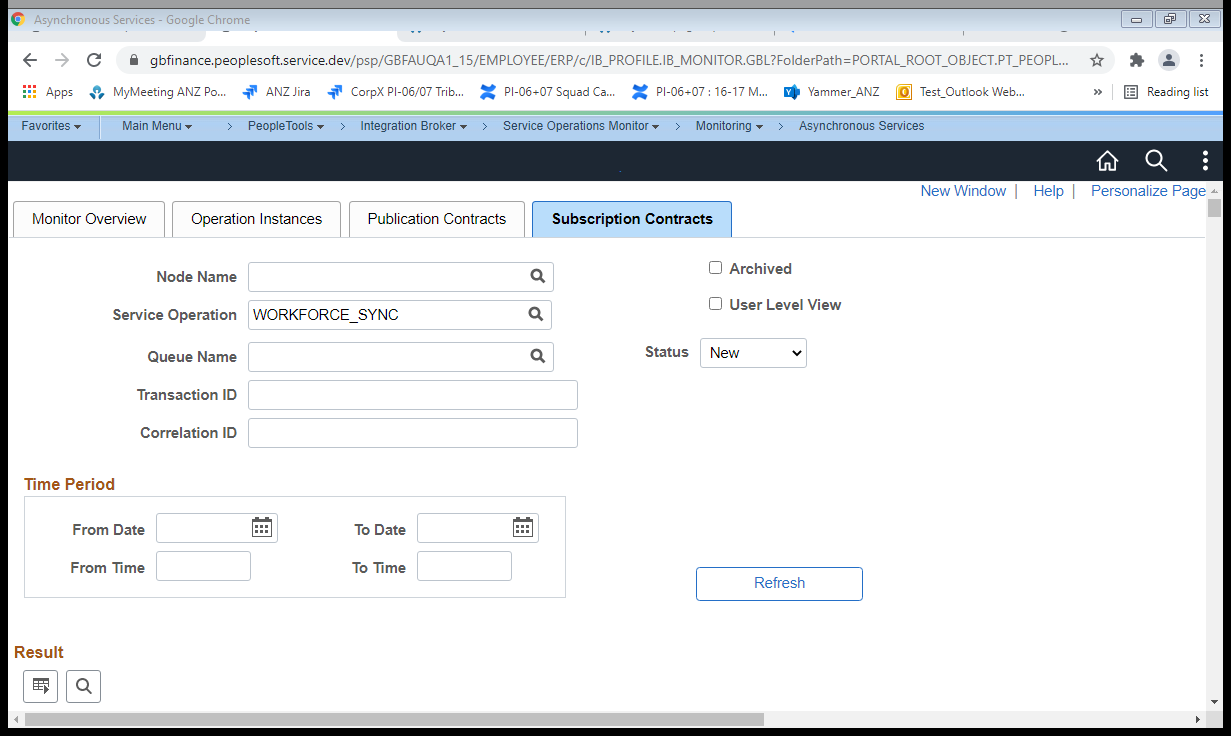 Asynchronous Services - Google Chrome
gbfinance.peoplesoft.service.dev/psp/GBFAUQA1_15/EMPLOYEE/ERP/c/IB_PROFILE.IB_MONITOR.GBL?FolderPath=PORTAL_ROOT_OBJECT.PT_PEOPL...
Apps MyMeeting ANZ Po... ANZ Jira CorpX PI-06/07 Trib... PI-06+07 Squad Ca... PI-06+07 : 16-17 M... Yammer_ANZ Test_Outlook Web... » Reading list
Favorites Main Menu > PeopleTools > Integration Broker > Service Operations Monitor > Monitoring > Asynchronous Services
New Window | Help | Personalize Page
Monitor Overview Operation Instances Publication Contracts Subscription Contracts
Node Name Archived
Service Operation WORKFORCE_SYNC User Level View
Queue Name Status New
Transaction ID
Correlation ID
Time Period
From Date To Date
From Time To Time
Refresh
Result